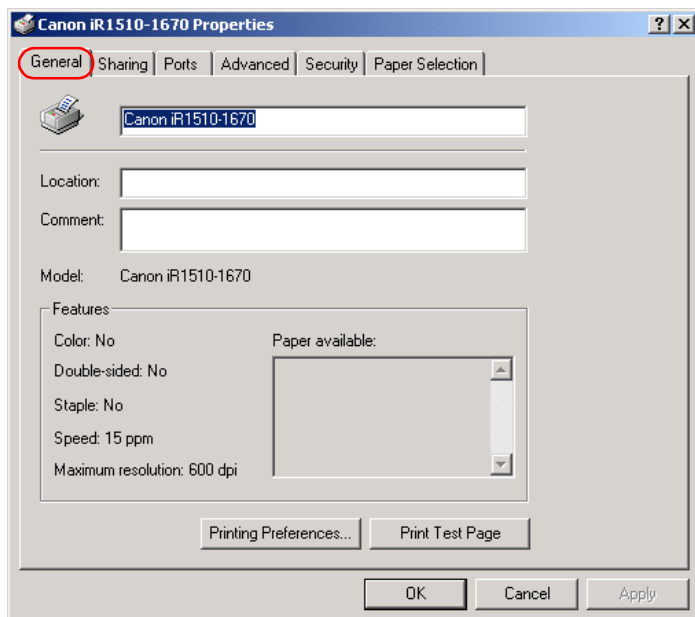 Canon iR1510-1670 Properties
General Sharing Ports Advanced Security Paper Selection
Canon iR1510-1670
Location:
Comment:
Model: Canon iR1510-1670
Features
Color: No Paper available:
Double-sided: No
Staple: No
Speed: 15 ppm
Maximum resolution: 600 dpi
Printing Preferences... Print Test Page
OK Cancel Apply